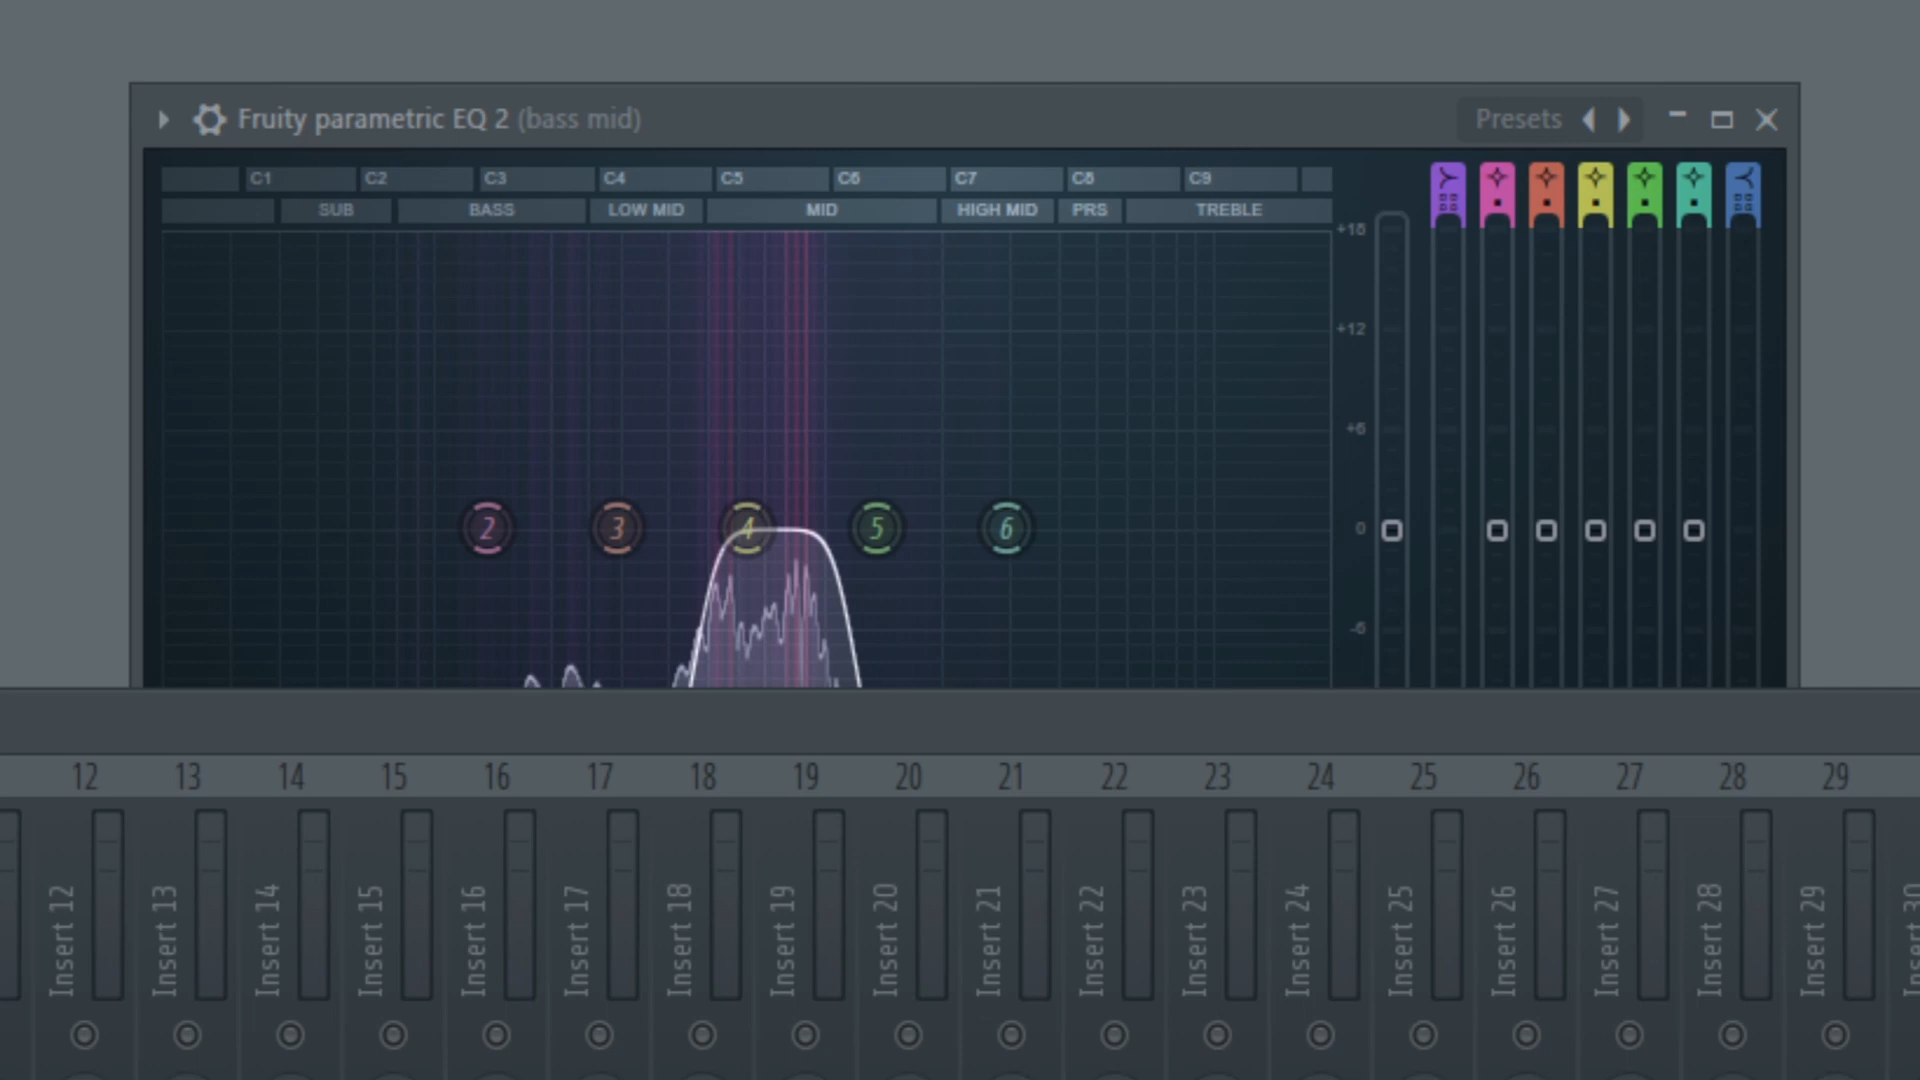 Fruity parametric EQ 2 (bass mid)
Presets
C1 C2 C3 C4 C5 C6 C7 C8 C9
SUB BASS LOW MID MID HIGH MID PRS TREBLE
+18
+12
+6
2 3 4 5 6
0
-6
12 13 14 15 16 17 18 19 20 21 22 23 24 25 26 27 28 29
Insert 12 Insert 13 Insert 14 Insert 15 Insert 16 Insert 17 Insert 18 Insert 19 Insert 20 Insert 21 Insert 22 Insert 23 Insert 24 Insert 25 Insert 26 Insert 27 Insert 28 Insert 29